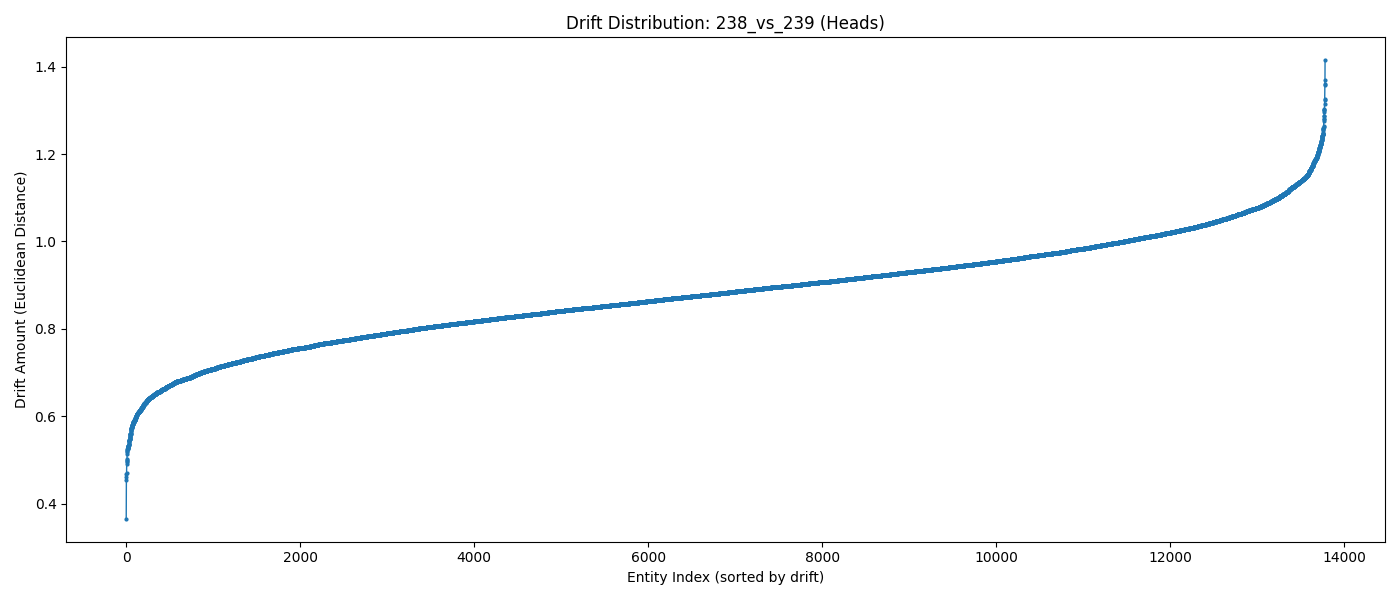 Drift Distribution: 238_vs_239 (Heads)
Drift Amount (Euclidean Distance)
1.4
1.2
1.0
0.8
0.6
0.4
0 2000 4000 6000 8000 10000 12000 14000
Entity Index (sorted by drift)